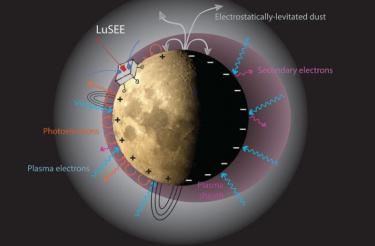 Electrostatically-levitated dust
LuSEE
Secondary electrons
Photoelectrons
Plasma electrons
Plasma
sheath